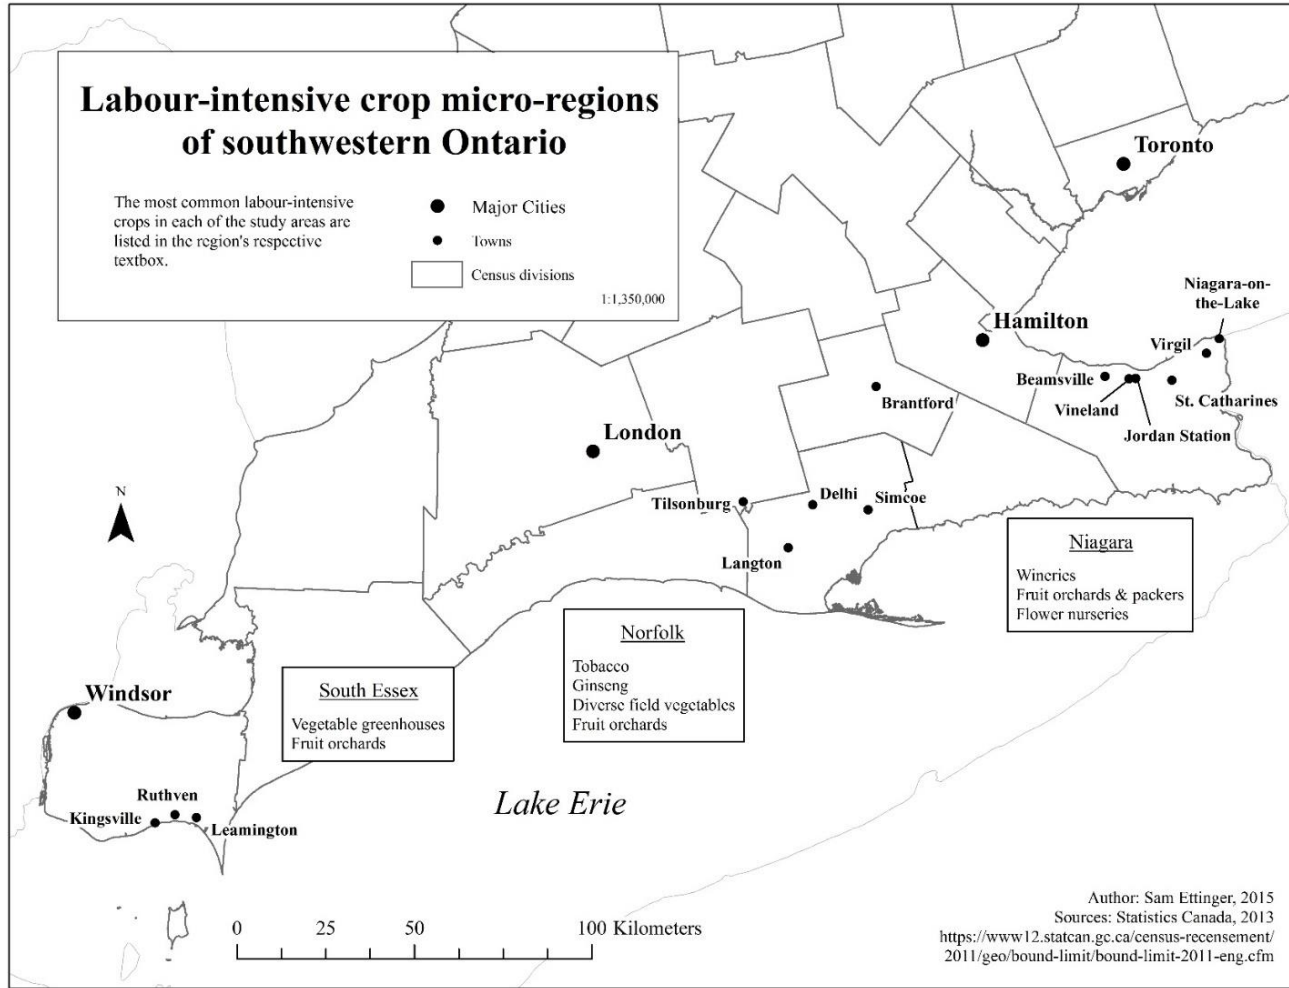 Labour-intensive crop micro-regions
of southwestern Ontario
The most common labour-intensive
crops in each of the study areas are
listed in the region's respective
textbox.
Major Cities
Towns
Census divisions
1:1,350,000
Toronto
Niagara-on-
the-Lake
Hamilton
Virgil
Beamsville
Vineland
St. Catharines
Jordan Station
Brantford
London
Tilsonburg
Delhi
Simcoe
Langton
N
Niagara
Wineries
Fruit orchards & packers
Flower nurseries
Norfolk
Tobacco
Ginseng
Diverse field vegetables
Fruit orchards
South Essex
Vegetable greenhouses
Fruit orchards
Windsor
Ruthven
Kingsville
Leamington
Lake Erie
0 25 50 100 Kilometers
Author: Sam Ettinger, 2015
Sources: Statistics Canada, 2013
https://www12.statcan.gc.ca/census-recensement/
2011/geo/bound-limit/bound-limit-2011-eng.cfm